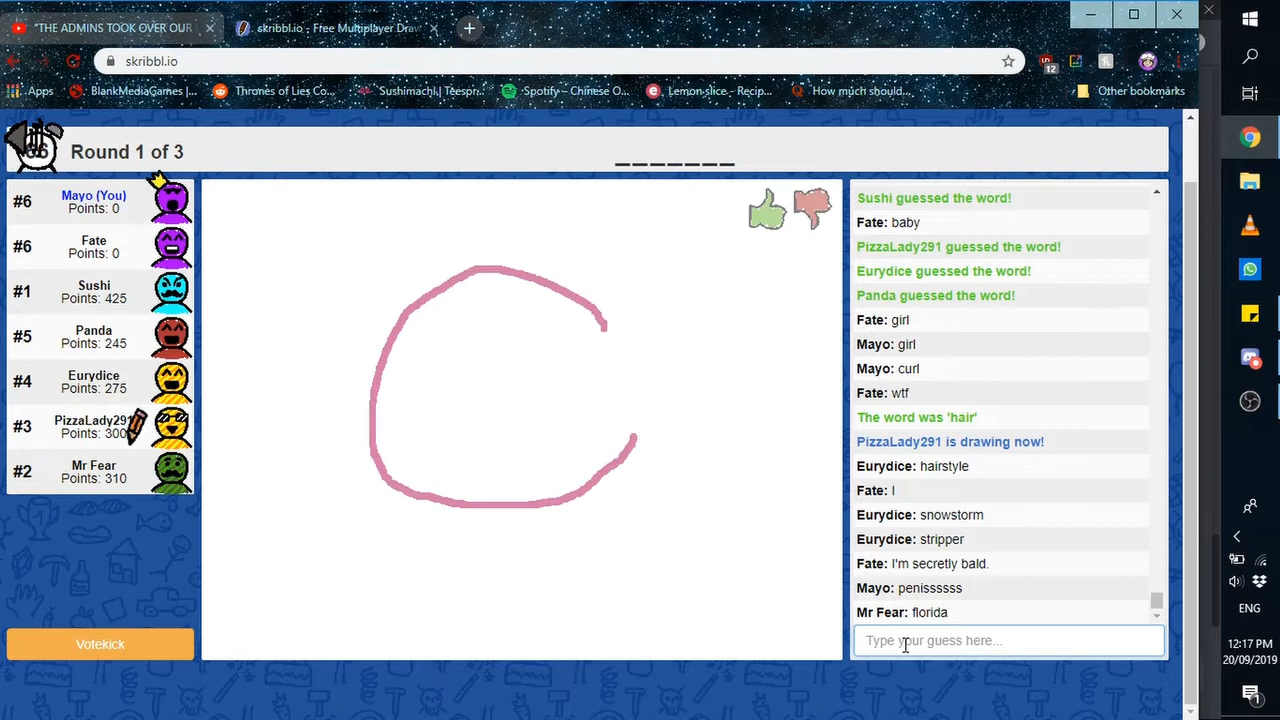 "THE ADMINS TOOK OVER OUR
skribbl.io - Free Multiplayer Draw
skribbl.io
12
Apps
BlankMediaGames |...
Thrones of Lies Co...
Sushimachi | Teespr...
Spotify – Chinese O...
Lemon slice - Recip...
How much should...
Other bookmarks
Round 1 of 3
#6
Mayo (You)
Points: 0
#6
Fate
Points: 0
#1
Sushi
Points: 425
#5
Panda
Points: 245
#4
Eurydice
Points: 275
#3
PizzaLady291
Points: 300
#2
Mr Fear
Points: 310
Votekick
Sushi guessed the word!
Fate: baby
PizzaLady291 guessed the word!
Eurydice guessed the word!
Panda guessed the word!
Fate: girl
Mayo: girl
Mayo: curl
Fate: wtf
The word was 'hair'
PizzaLady291 is drawing now!
Eurydice: hairstyle
Fate: I
Eurydice: snowstorm
Eurydice: stripper
Fate: I'm secretly bald.
Mayo: penissssss
Mr Fear: florida
Type your guess here...
ENG
12:17 PM
20/09/2019
1